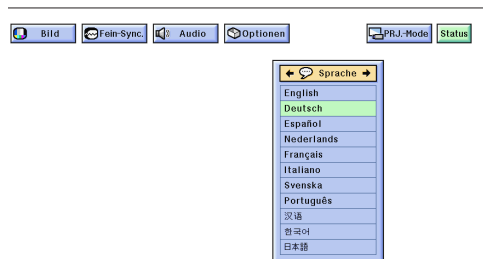 Bild Fein-Sync. Audio Optionen PRJ.-Mode Status
Sprache
English
Deutsch
Español
Nederlands
Français
Italiano
Svenska
Português
汉语
한국어
日本語